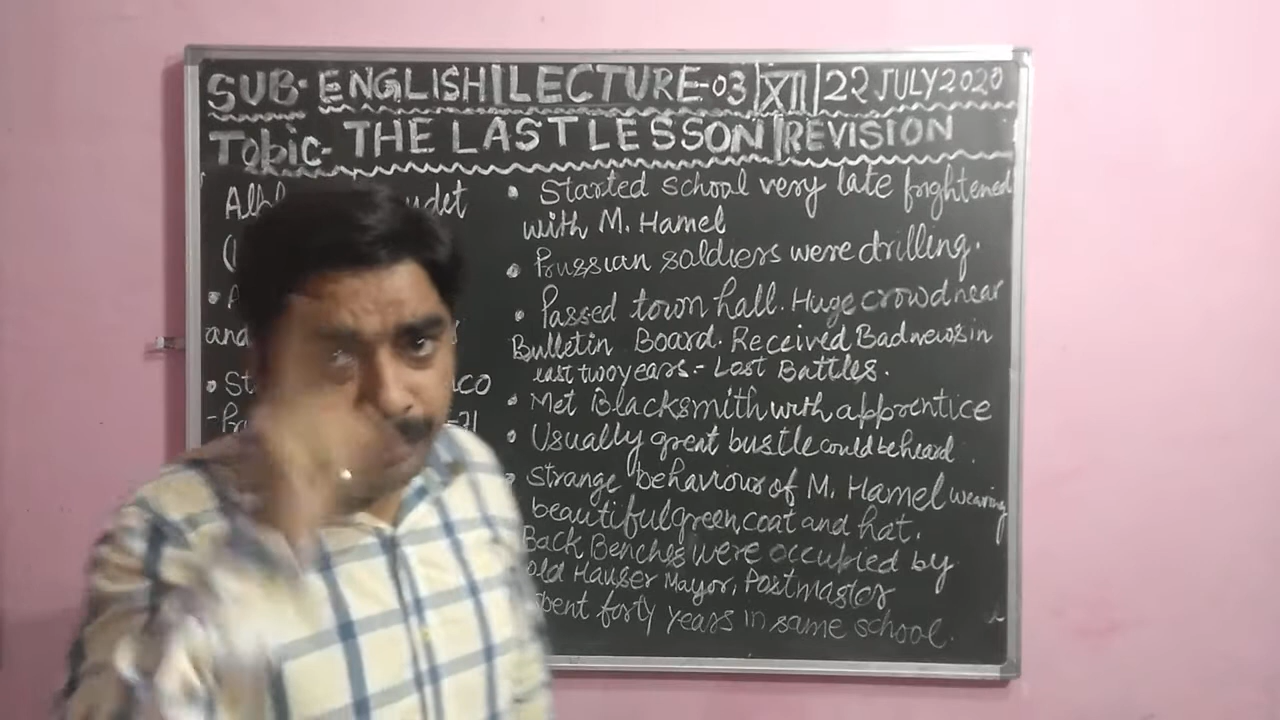 SUB- ENGLISH|LECTURE-03|XII|22 JULY 2020
Topic- THE LAST LESSON|REVISION
• Started school very late frightened
with M. Hamel
• Prussian soldiers were drilling.
• Passed town hall. Huge crowd near
Bulletin Board. Received Bad news in
last two years - Lost Battles.
• Met Blacksmith with apprentice
• Usually great bustle could be heard.
• Strange behaviour of M. Hamel wearing
beautiful green coat and hat.
Back Benches were occupied by
old Hauser Mayor, Postmaster
forty years in same school.
and